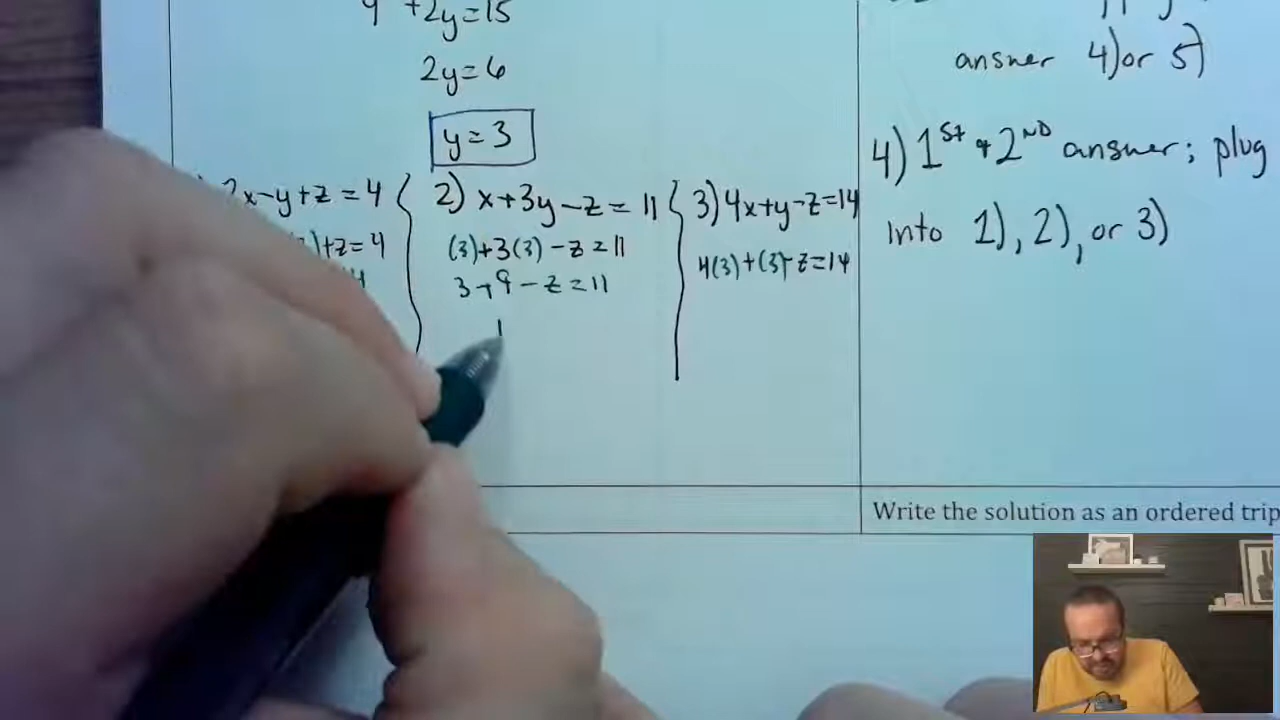 +2y=15
2y=6
y=3
2x-y+z=4
)+z=4
4
2) x+3y-z=11
(3)+3(3)-z=11
3+9-z=11
1
3) 4x+y-z=14
4(3)+(3)-z=14
answer 4) or 5)
4) 1st + 2ND answer; plug
into 1), 2), or 3)
Write the solution as an ordered trip